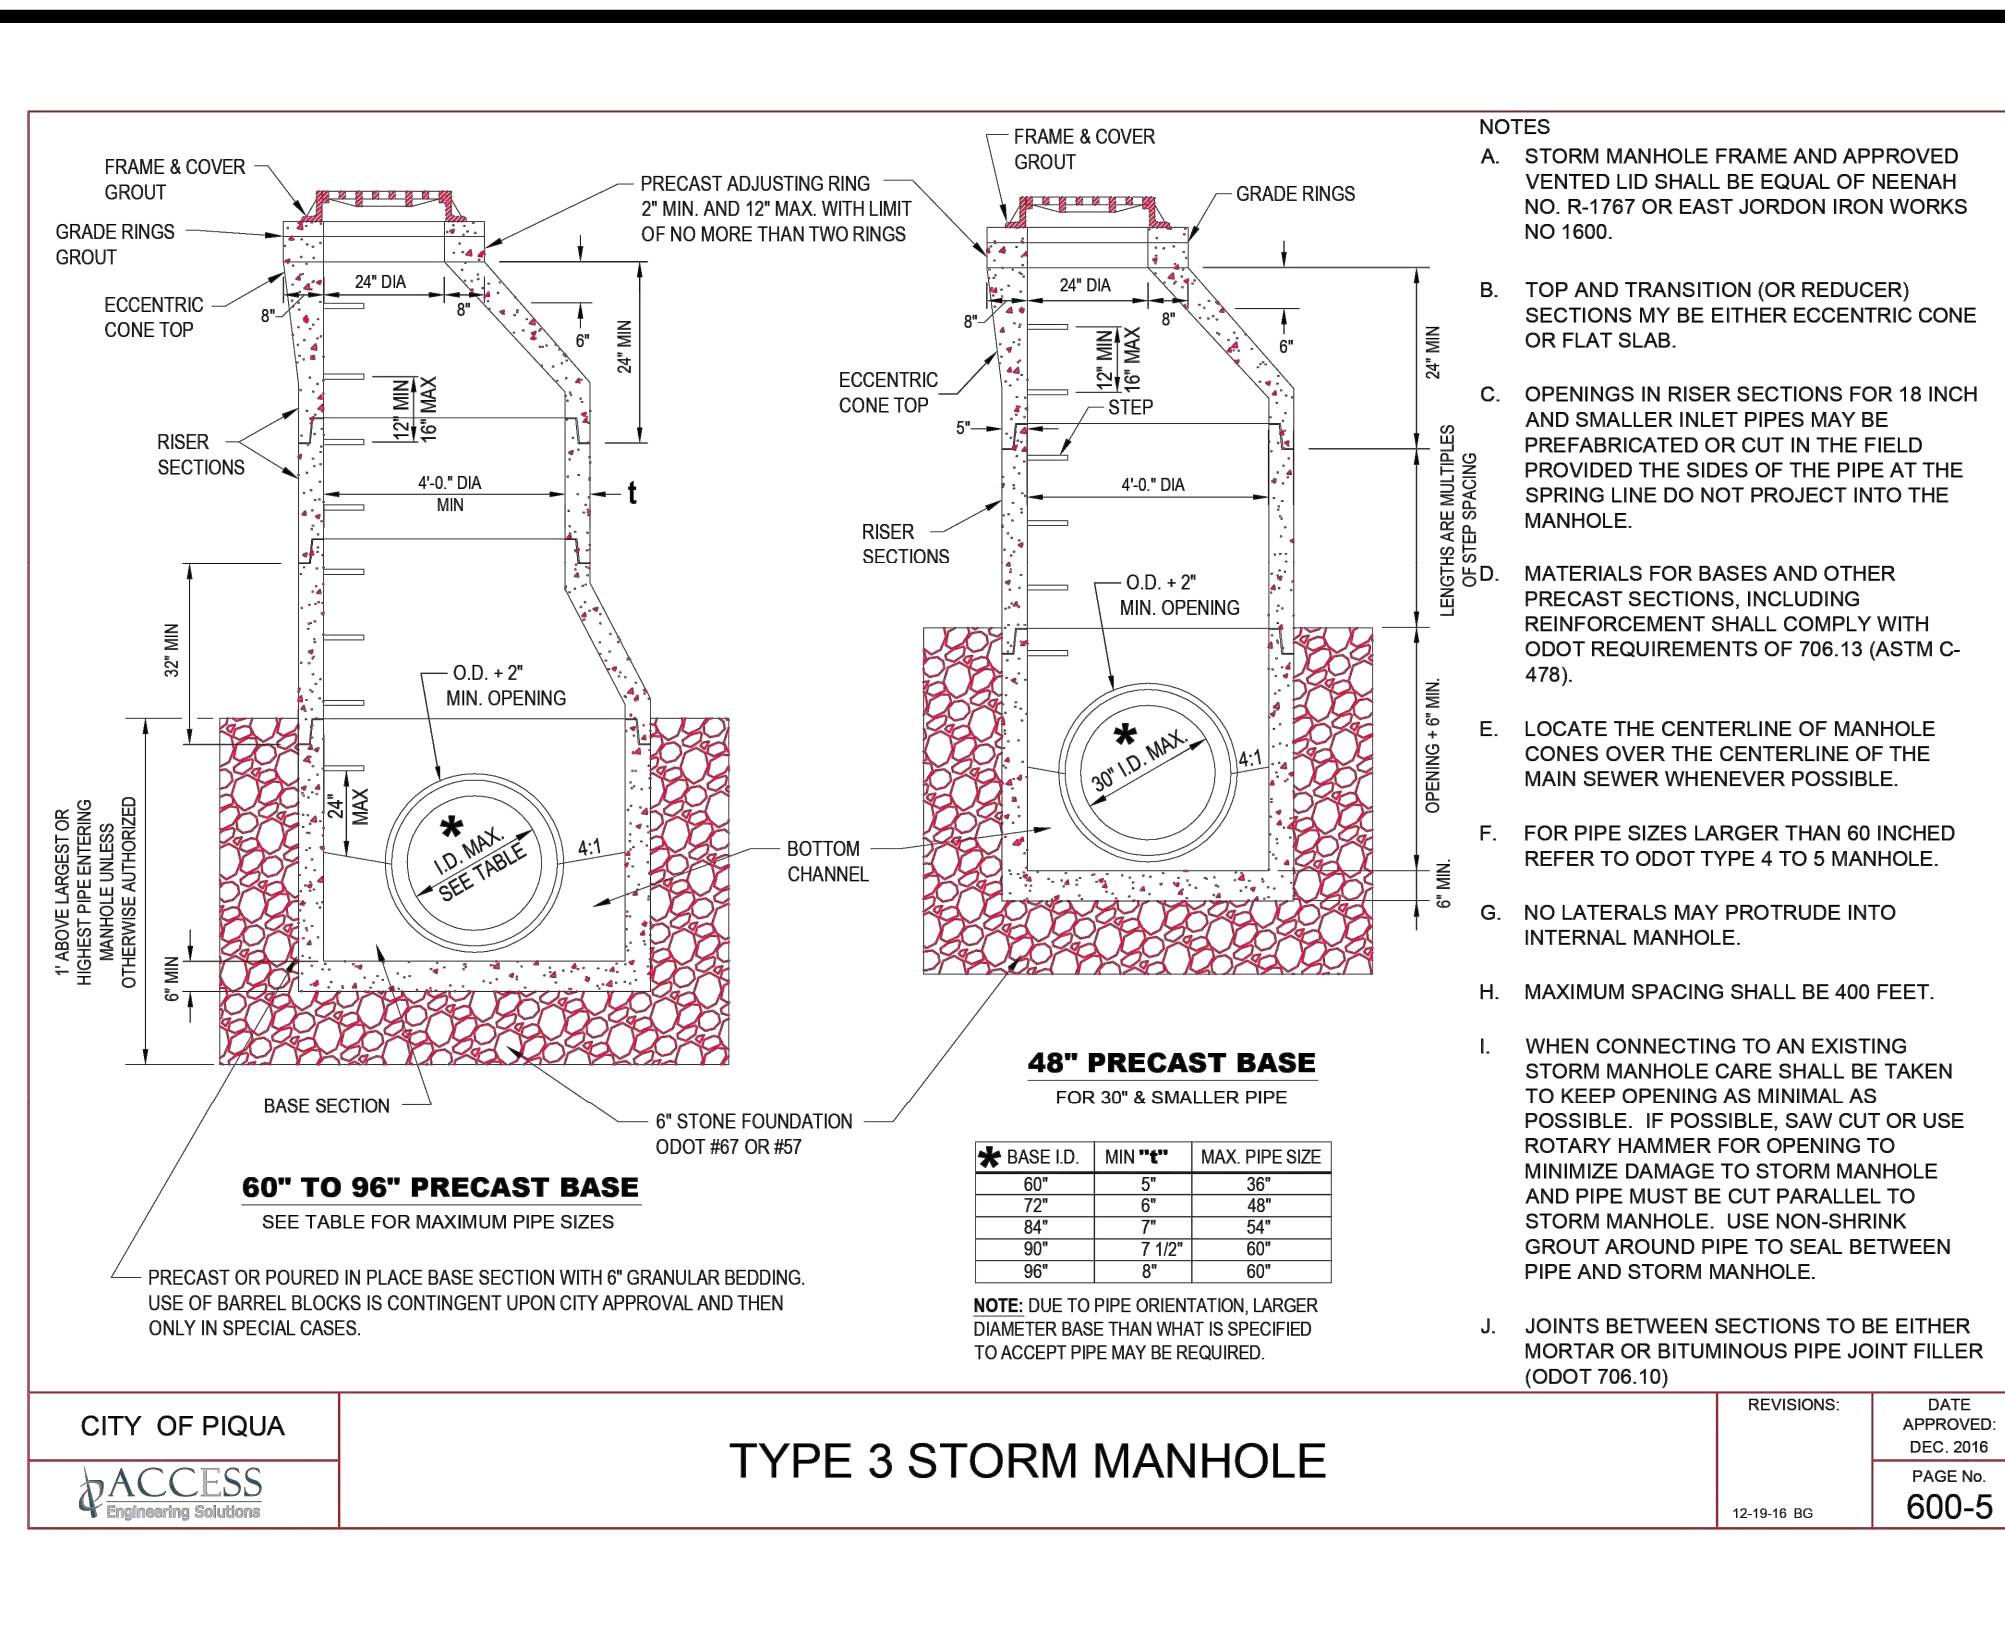 FRAME & COVER
GROUT
GRADE RINGS
GROUT
ECCENTRIC
CONE TOP
RISER
SECTIONS
PRECAST ADJUSTING RING
2" MIN. AND 12" MAX. WITH LIMIT
OF NO MORE THAN TWO RINGS
24" DIA
8"
8"
6"
24" MIN
12" MIN
16" MAX
4'-0." DIA
MIN
t
32" MIN
O.D. + 2"
MIN. OPENING
24"
MAX
*
I.D. MAX.
SEE TABLE
4:1
1' ABOVE LARGEST OR
HIGHEST PIPE ENTERING
MANHOLE UNLESS
OTHERWISE AUTHORIZED
6" MIN
BOTTOM
CHANNEL
BASE SECTION
6" STONE FOUNDATION
ODOT #67 OR #57
60" TO 96" PRECAST BASE
SEE TABLE FOR MAXIMUM PIPE SIZES
PRECAST OR POURED IN PLACE BASE SECTION WITH 6" GRANULAR BEDDING.
USE OF BARREL BLOCKS IS CONTINGENT UPON CITY APPROVAL AND THEN
ONLY IN SPECIAL CASES.
FRAME & COVER
GROUT
GRADE RINGS
24" DIA
8"
8"
6"
24" MIN
12" MIN
16" MAX
ECCENTRIC
CONE TOP
STEP
5"
4'-0." DIA
RISER
SECTIONS
LENGTHS ARE MULTIPLES
OF STEP SPACING
O.D. + 2"
MIN. OPENING
*
30" I.D. MAX.
4:1
OPENING + 6" MIN.
6" MIN.
48" PRECAST BASE
FOR 30" & SMALLER PIPE
* BASE I.D. MIN "t" MAX. PIPE SIZE
60" 5" 36"
72" 6" 48"
84" 7" 54"
90" 7 1/2" 60"
96" 8" 60"
NOTE: DUE TO PIPE ORIENTATION, LARGER
DIAMETER BASE THAN WHAT IS SPECIFIED
TO ACCEPT PIPE MAY BE REQUIRED.
NOTES
A. STORM MANHOLE FRAME AND APPROVED
VENTED LID SHALL BE EQUAL OF NEENAH
NO. R-1767 OR EAST JORDON IRON WORKS
NO 1600.
B. TOP AND TRANSITION (OR REDUCER)
SECTIONS MY BE EITHER ECCENTRIC CONE
OR FLAT SLAB.
C. OPENINGS IN RISER SECTIONS FOR 18 INCH
AND SMALLER INLET PIPES MAY BE
PREFABRICATED OR CUT IN THE FIELD
PROVIDED THE SIDES OF THE PIPE AT THE
SPRING LINE DO NOT PROJECT INTO THE
MANHOLE.
D. MATERIALS FOR BASES AND OTHER
PRECAST SECTIONS, INCLUDING
REINFORCEMENT SHALL COMPLY WITH
ODOT REQUIREMENTS OF 706.13 (ASTM C-
478).
E. LOCATE THE CENTERLINE OF MANHOLE
CONES OVER THE CENTERLINE OF THE
MAIN SEWER WHENEVER POSSIBLE.
F. FOR PIPE SIZES LARGER THAN 60 INCHED
REFER TO ODOT TYPE 4 TO 5 MANHOLE.
G. NO LATERALS MAY PROTRUDE INTO
INTERNAL MANHOLE.
H. MAXIMUM SPACING SHALL BE 400 FEET.
I. WHEN CONNECTING TO AN EXISTING
STORM MANHOLE CARE SHALL BE TAKEN
TO KEEP OPENING AS MINIMAL AS
POSSIBLE. IF POSSIBLE, SAW CUT OR USE
ROTARY HAMMER FOR OPENING TO
MINIMIZE DAMAGE TO STORM MANHOLE
AND PIPE MUST BE CUT PARALLEL TO
STORM MANHOLE. USE NON-SHRINK
GROUT AROUND PIPE TO SEAL BETWEEN
PIPE AND STORM MANHOLE.
J. JOINTS BETWEEN SECTIONS TO BE EITHER
MORTAR OR BITUMINOUS PIPE JOINT FILLER
(ODOT 706.10)
CITY OF PIQUA
ACCESS
Engineering Solutions
TYPE 3 STORM MANHOLE
REVISIONS:
12-19-16 BG
DATE
APPROVED:
DEC. 2016
PAGE No.
600-5